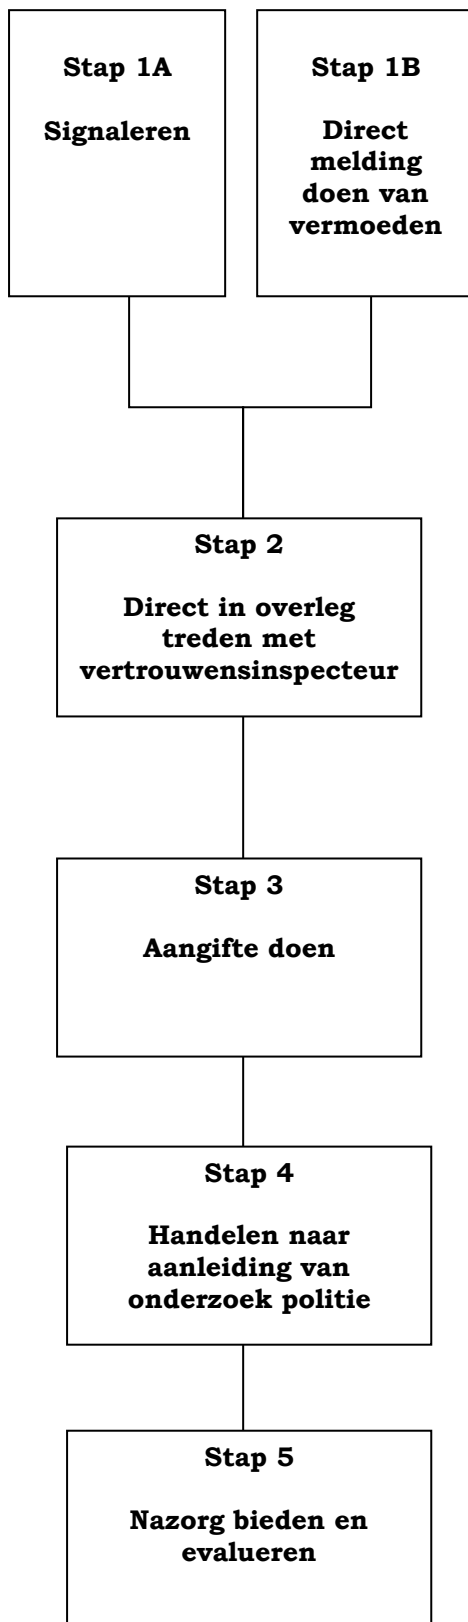 Stap 1A
Signaleren
Stap 1B
Direct
melding
doen van
vermoeden
Stap 2
Direct in overleg
treden met
vertrouwensinspecteur
Stap 3
Aangifte doen
Stap 4
Handelen naar
aanleiding van
onderzoek politie
Stap 5
Nazorg bieden en
evalueren